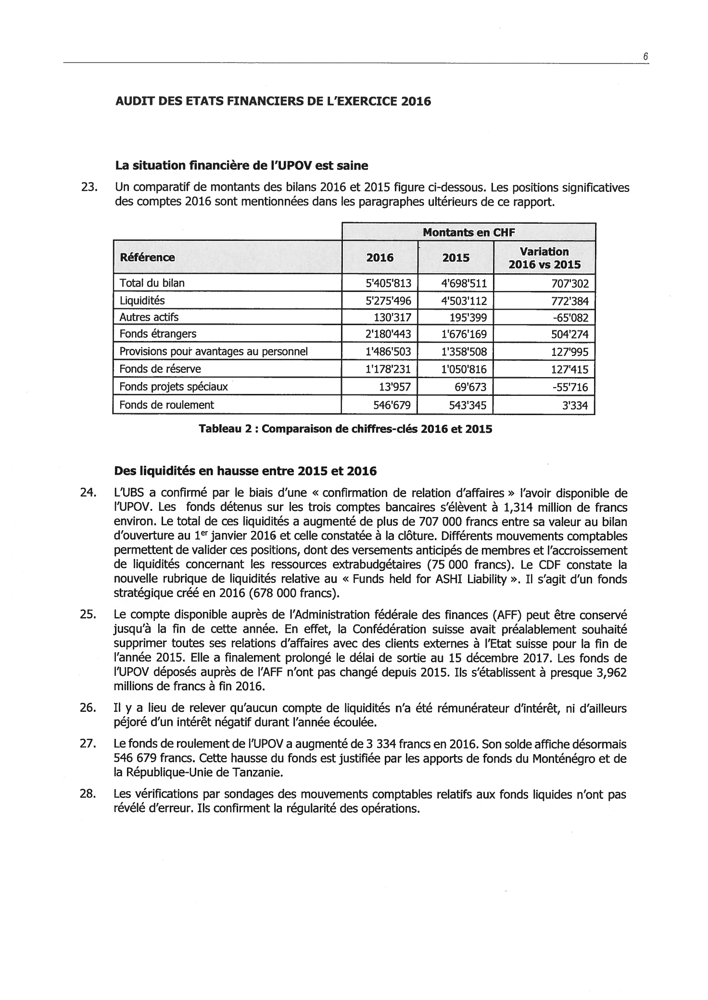 6
AUDIT DES ETATS FINANCIERS DE L'EXERCICE 2016
La situation financière de l'UPOV est saine
23. Un comparatif de montants des bilans 2016 et 2015 figure ci-dessous. Les positions significatives
des comptes 2016 sont mentionnées dans les paragraphes ultérieurs de ce rapport.
Montants en CHF
Référence 2016 2015 Variation
2016 vs 2015
Total du bilan 5'405'813 4'698'511 707'302
Liquidités 5'275'496 4'503'112 772'384
Autres actifs 130'317 195'399 -65'082
Fonds étrangers 2'180'443 1'676'169 504'274
Provisions pour avantages au personnel 1'486'503 1'358'508 127'995
Fonds de réserve 1'178'231 1'050'816 127'415
Fonds projets spéciaux 13'957 69'673 -55'716
Fonds de roulement 546'679 543'345 3'334
Tableau 2 : Comparaison de chiffres-clés 2016 et 2015
Des liquidités en hausse entre 2015 et 2016
24. L'UBS a confirmé par le biais d'une « confirmation de relation d'affaires » l'avoir disponible de
l'UPOV. Les fonds détenus sur les trois comptes bancaires s'élèvent à 1,314 million de francs
environ. Le total de ces liquidités a augmenté de plus de 707 000 francs entre sa valeur au bilan
d'ouverture au 1er janvier 2016 et celle constatée à la clôture. Différents mouvements comptables
permettent de valider ces positions, dont des versements anticipés de membres et l'accroissement
de liquidités concernant les ressources extrabudgétaires (75 000 francs). Le CDF constate la
nouvelle rubrique de liquidités relative au « Funds held for ASHI Liability ». Il s'agit d'un fonds
stratégique créé en 2016 (678 000 francs).
25. Le compte disponible auprès de l'Administration fédérale des finances (AFF) peut être conservé
jusqu'à la fin de cette année. En effet, la Confédération suisse avait préalablement souhaité
supprimer toutes ses relations d'affaires avec des clients externes à l'Etat suisse pour la fin de
l'année 2015. Elle a finalement prolongé le délai de sortie au 15 décembre 2017. Les fonds de
l'UPOV déposés auprès de l'AFF n'ont pas changé depuis 2015. Ils s'établissent à presque 3,962
millions de francs à fin 2016.
26. Il y a lieu de relever qu'aucun compte de liquidités n'a été rémunérateur d'intérêt, ni d'ailleurs
péjoré d'un intérêt négatif durant l'année écoulée.
27. Le fonds de roulement de l'UPOV a augmenté de 3 334 francs en 2016. Son solde affiche désormais
546 679 francs. Cette hausse du fonds est justifiée par les apports de fonds du Monténégro et de
la République-Unie de Tanzanie.
28. Les vérifications par sondages des mouvements comptables relatifs aux fonds liquides n'ont pas
révélé d'erreur. Ils confirment la régularité des opérations.